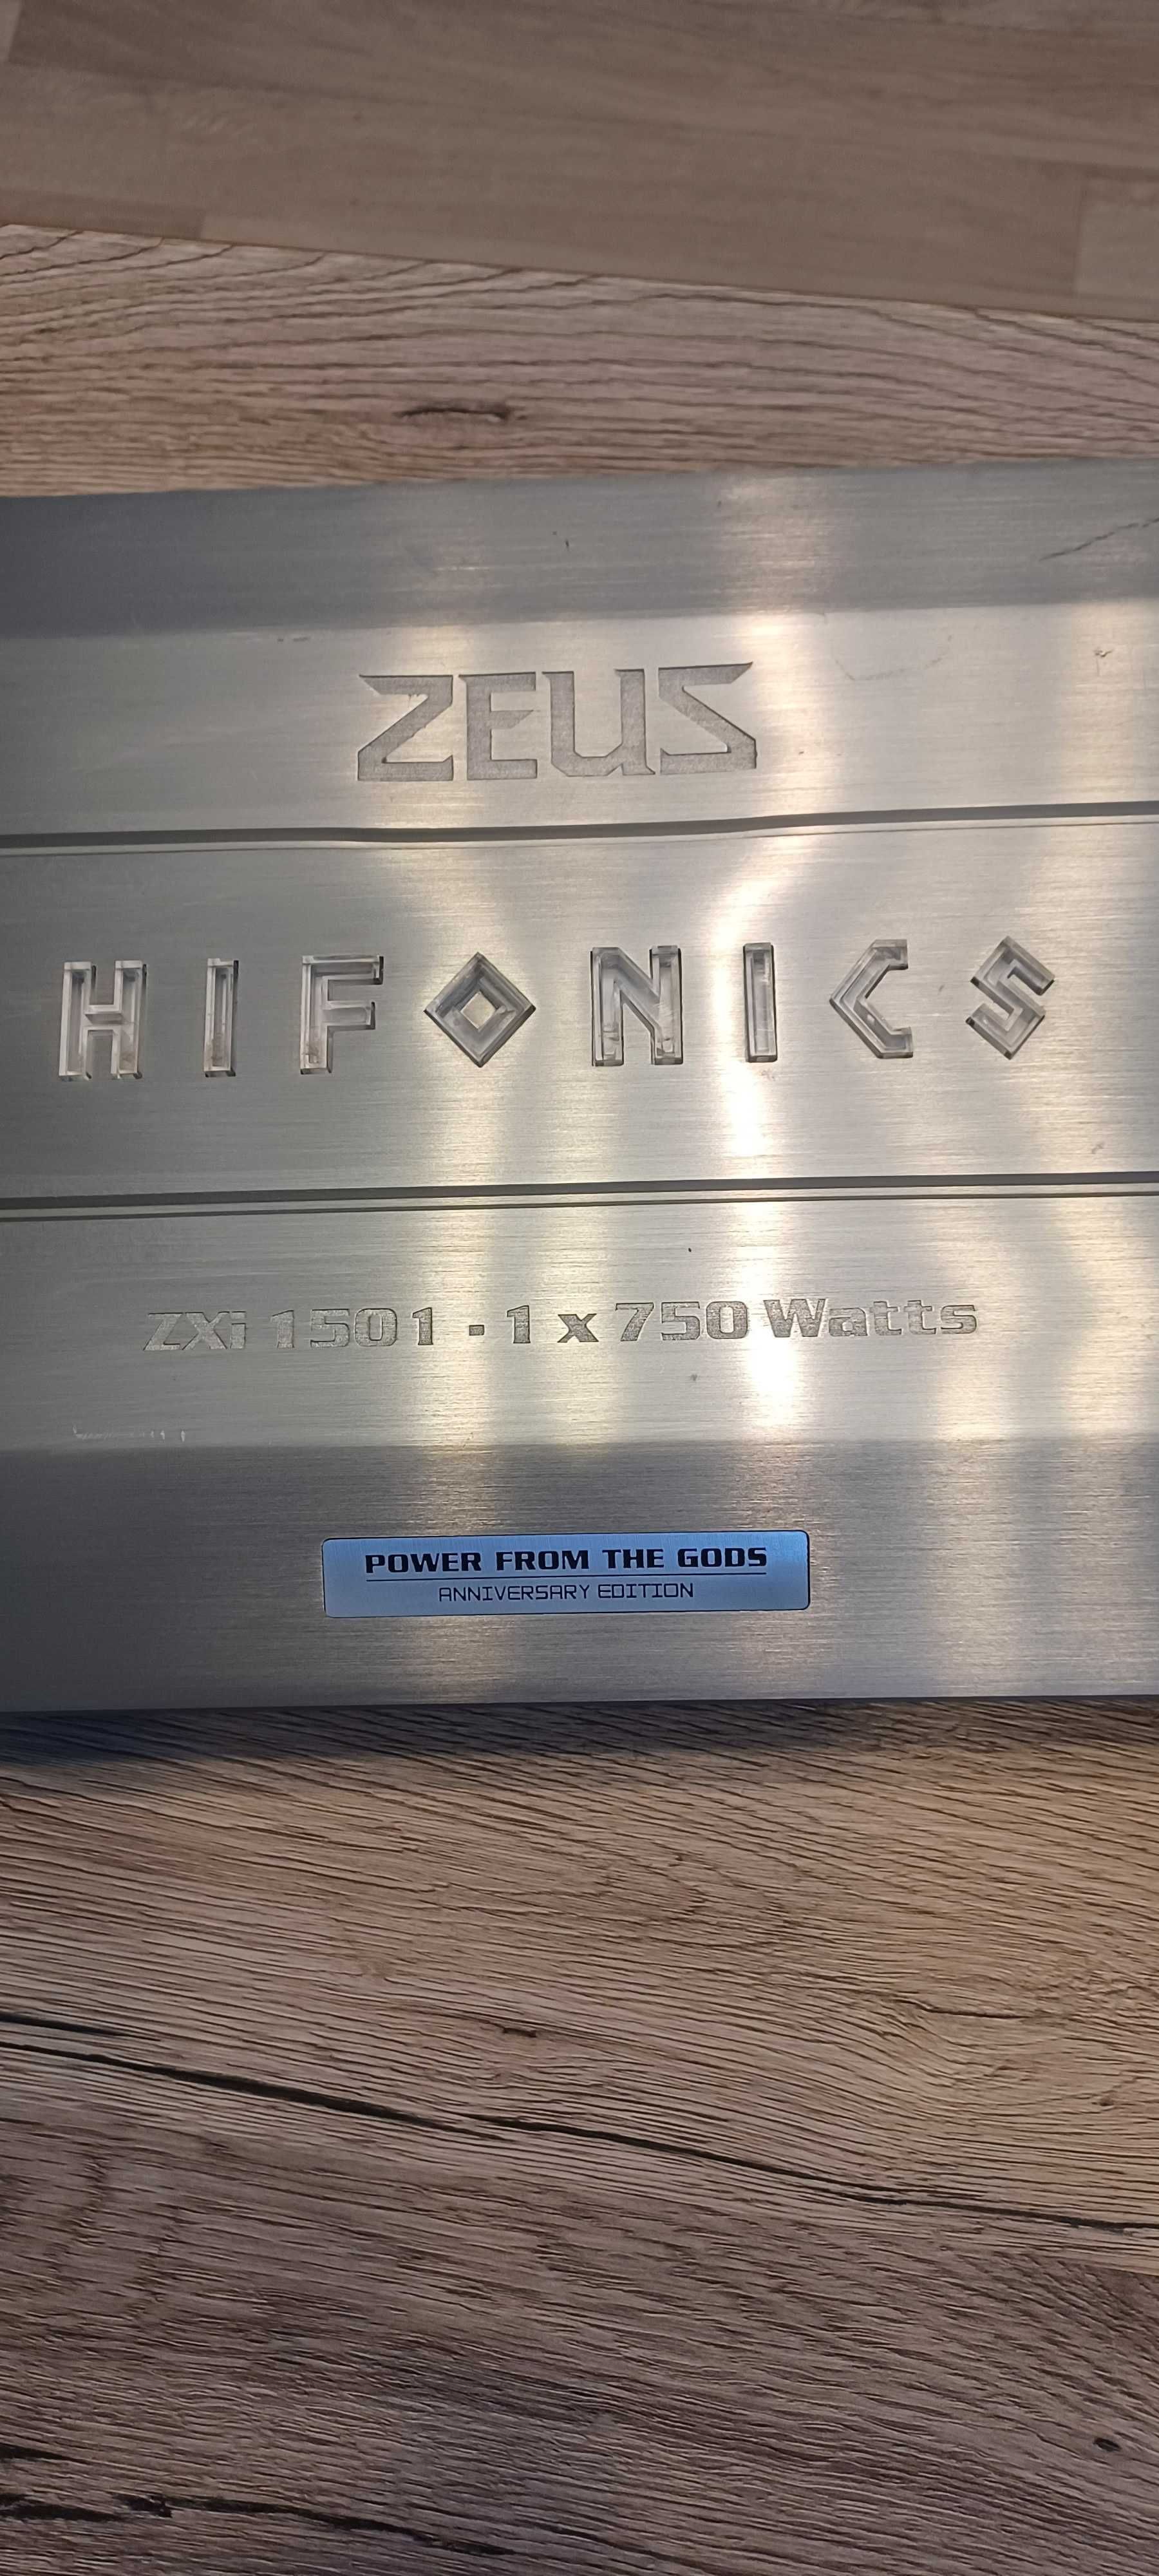 ZEUS
HIFONICS
ZXi 1501 - 1 x 750 Watts
POWER FROM THE GODS
ANNIVERSARY EDITION